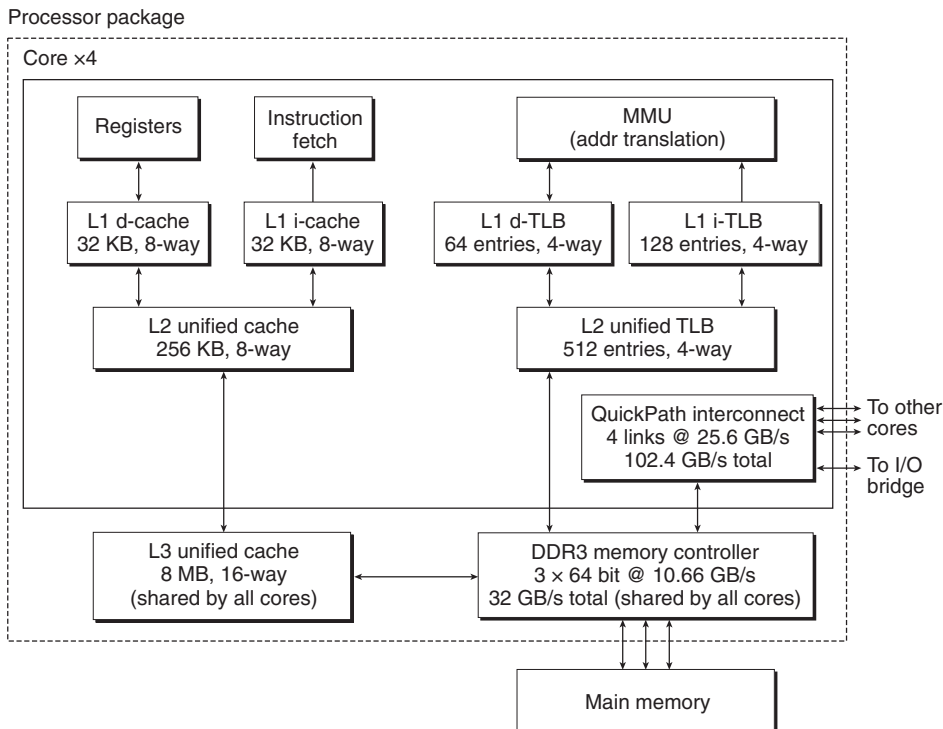 Processor package
Core ×4
Registers
Instruction
fetch
MMU
(addr translation)
L1 d-cache
32 KB, 8-way
L1 i-cache
32 KB, 8-way
L1 d-TLB
64 entries, 4-way
L1 i-TLB
128 entries, 4-way
L2 unified cache
256 KB, 8-way
L2 unified TLB
512 entries, 4-way
QuickPath interconnect
4 links @ 25.6 GB/s
102.4 GB/s total
To other
cores
To I/O
bridge
L3 unified cache
8 MB, 16-way
(shared by all cores)
DDR3 memory controller
3 × 64 bit @ 10.66 GB/s
32 GB/s total (shared by all cores)
Main memory